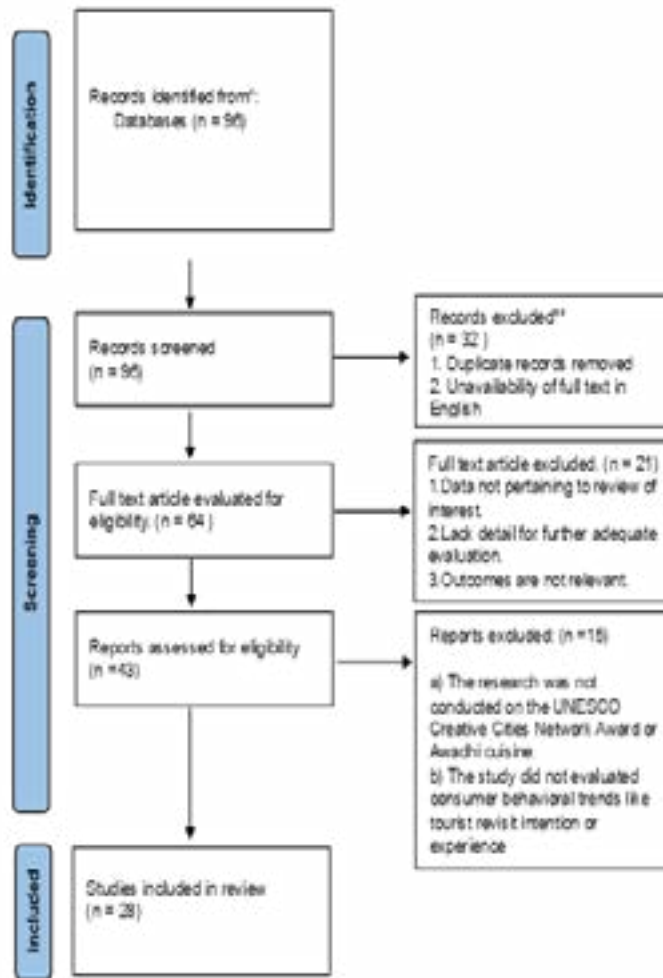 Identification
Records identified from*:
Databases (n = 96)
Screening
Records screened
(n = 96)
Records excluded**
(n = 32 )
1. Duplicate records removed
2. Unavailability of full text in
English
Full text article evaluated for
eligibility. (n = 64 )
Full text article excluded. (n = 21)
1.Data not pertaining to review of
interest.
2.Lack detail for further adequate
evaluation.
3.Outcomes are not relevant.
Reports assessed for eligibility
(n =43)
Reports excluded: (n =15)
a) The research was not
conducted on the UNESCO
Creative Cities Network Award or
Awadhi cuisine
b) The study did not evaluated
consumer behavioral trends like
tourist revisit intention or
experience
Included
Studies included in review
(n = 28)